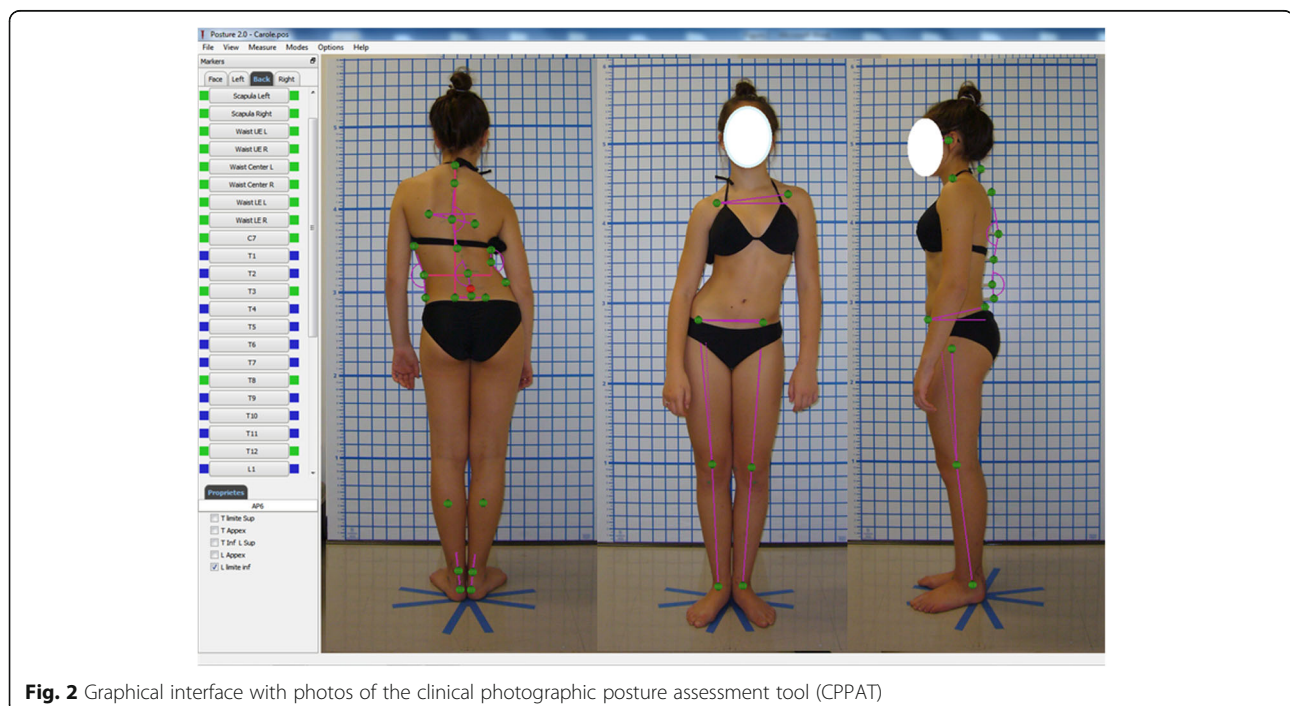 Posture 2.0 - Carole.pos
File View Measure Modes Options Help
Markers
Face Left Back Right
Scapula Left
Scapula Right
Waist UE L
Waist UE R
Waist Center L
Waist Center R
Waist LE L
Waist LE R
C7
T1
T2
T3
T4
T5
T6
T7
T8
T9
T10
T11
T12
L1
Proprietes
AP6
T limite Sup
T Appex
T Inf L Sup
L Appex
L limite inf
Fig. 2 Graphical interface with photos of the clinical photographic posture assessment tool (CPPAT)